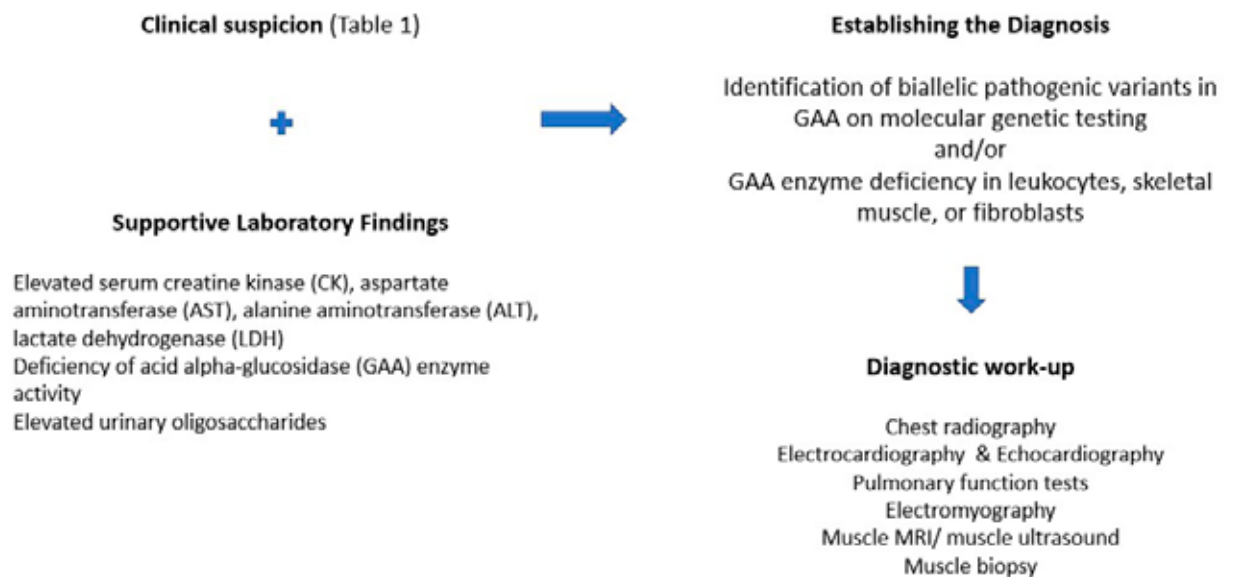 Clinical suspicion (Table 1)
Supportive Laboratory Findings
Elevated serum creatine kinase (CK), aspartate
aminotransferase (AST), alanine aminotransferase (ALT),
lactate dehydrogenase (LDH)
Deficiency of acid alpha-glucosidase (GAA) enzyme
activity
Elevated urinary oligosaccharides
Establishing the Diagnosis
Identification of biallelic pathogenic variants in
GAA on molecular genetic testing
and/or
GAA enzyme deficiency in leukocytes, skeletal
muscle, or fibroblasts
Diagnostic work-up
Chest radiography
Electrocardiography & Echocardiography
Pulmonary function tests
Electromyography
Muscle MRI/ muscle ultrasound
Muscle biopsy